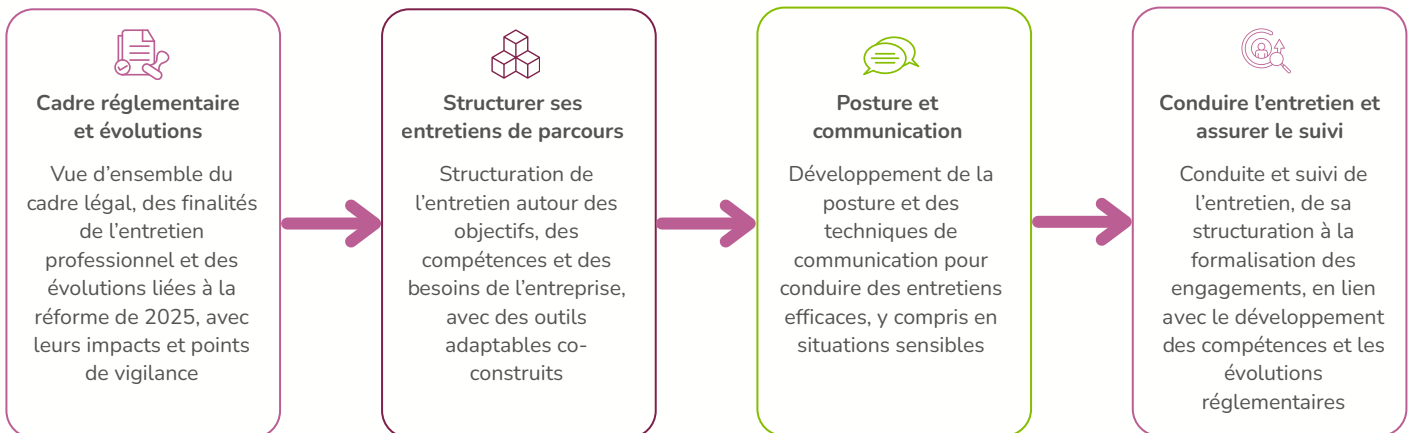 Cadre réglementaire
et évolutions
Vue d'ensemble du
cadre légal, des finalités
de l'entretien
professionnel et des
évolutions liées à la
réforme de 2025, avec
leurs impacts et points
de vigilance
Structurer ses
entretiens de parcours
Structuration de
l'entretien autour des
objectifs, des
compétences et des
besoins de l'entreprise,
avec des outils
adaptables co-
construits
Posture et
communication
Développement de la
posture et des
techniques de
communication pour
conduire des entretiens
efficaces, y compris en
situations sensibles
Conduire l'entretien et
assurer le suivi
Conduite et suivi de
l'entretien, de sa
structuration à la
formalisation des
engagements, en lien
avec le développement
des compétences et les
évolutions
réglementaires